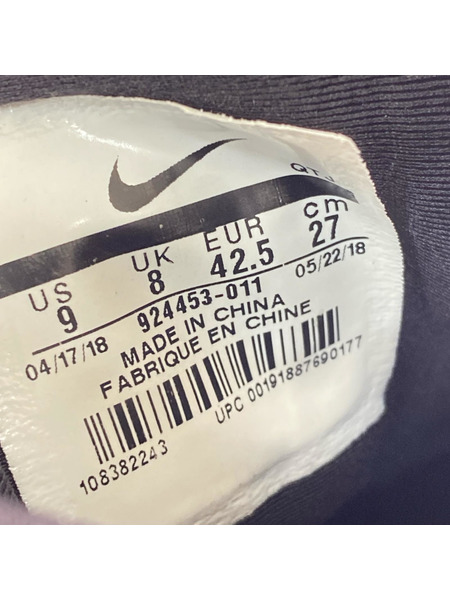 QTJ
US UK EUR cm
9 8 42.5 27
04/17/18 924453-011 05/22/18
MADE IN CHINA
FABRIQUE EN CHINE
108382243 UPC 00191887690177